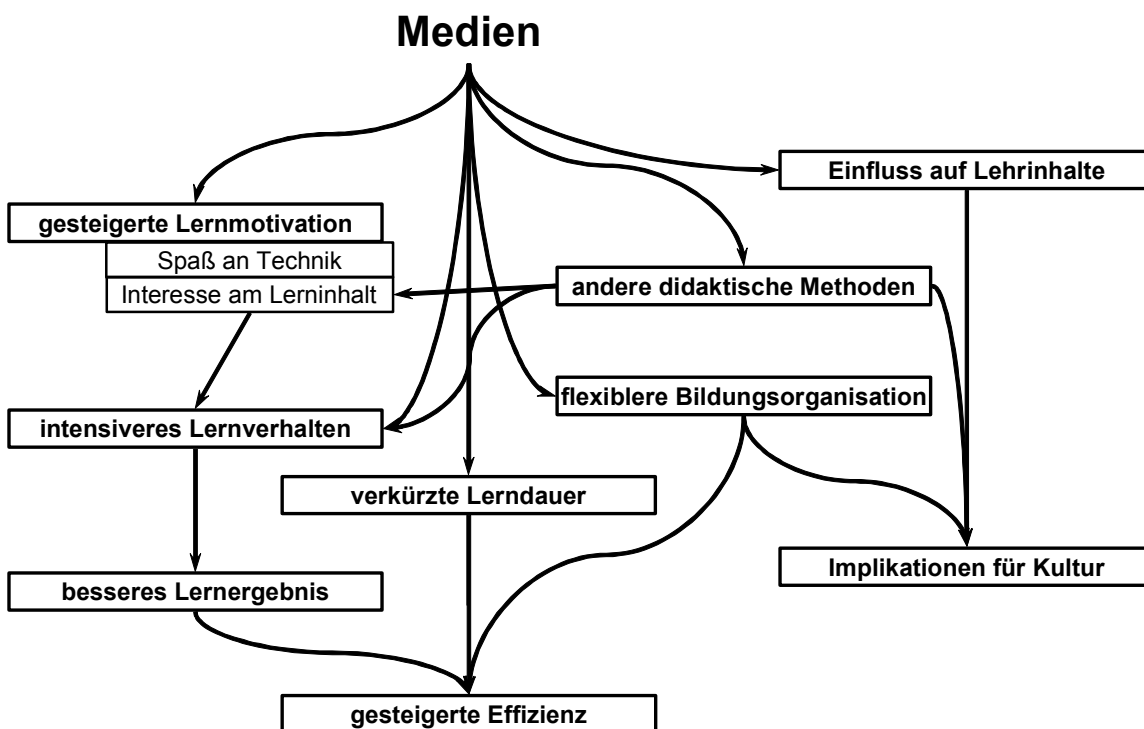 Medien
Einfluss auf Lehrinhalte
gesteigerte Lernmotivation
Spaß an Technik
Interesse am Lerninhalt
andere didaktische Methoden
flexiblere Bildungsorganisation
intensiveres Lernverhalten
verkürzte Lerndauer
Implikationen für Kultur
besseres Lernergebnis
gesteigerte Effizienz